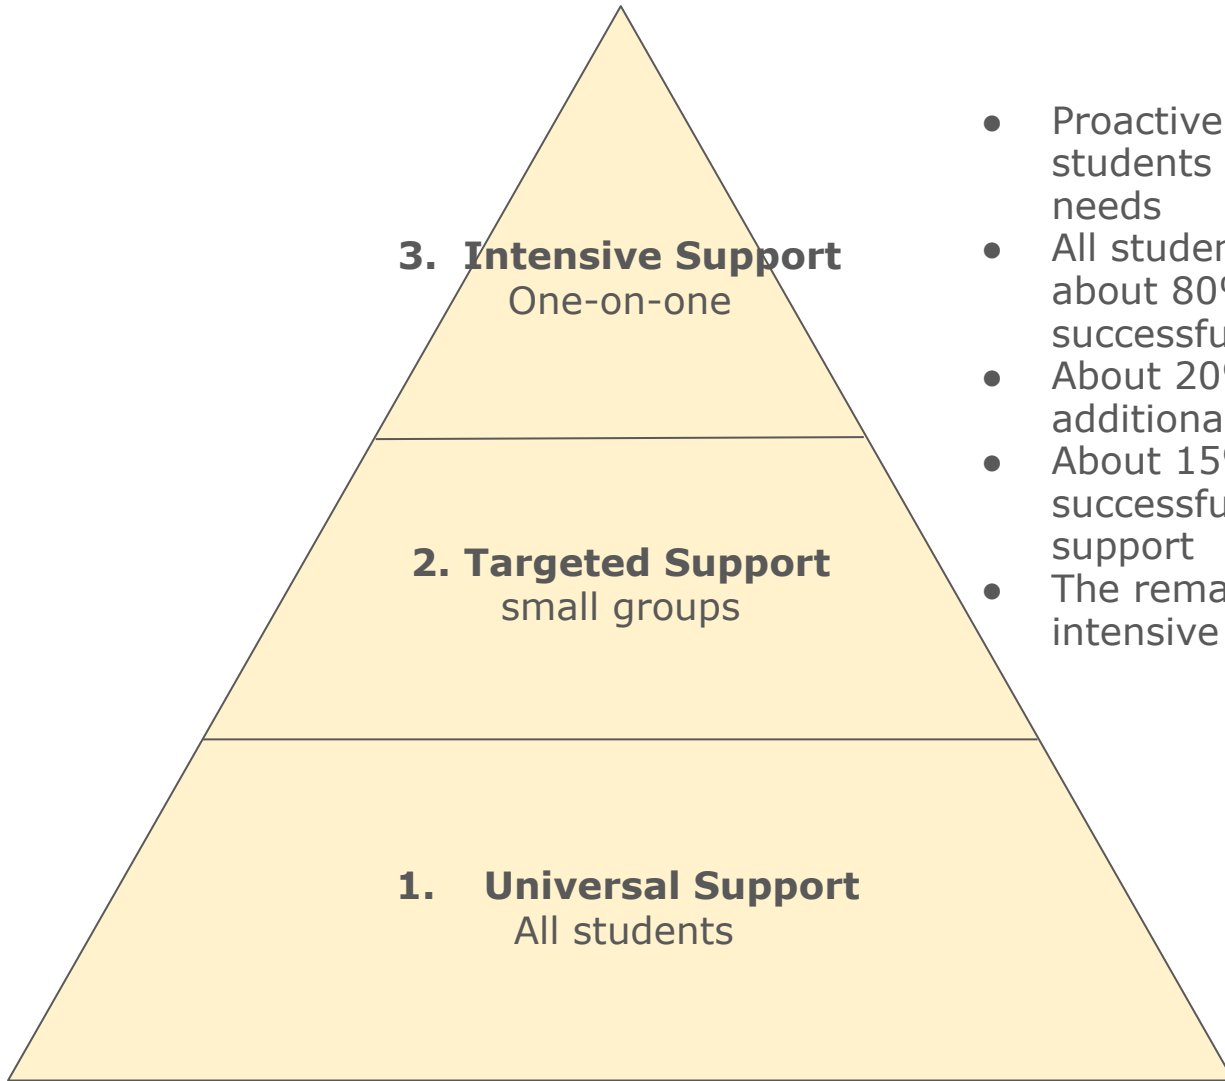 ● Proactive
students
needs
3. Intensive Support
One-on-one
● All studen
about 80%
successfu
● About 20%
additiona
● About 15%
successfu
support
● The rema
intensive
2. Targeted Support
small groups
1. Universal Support
All students